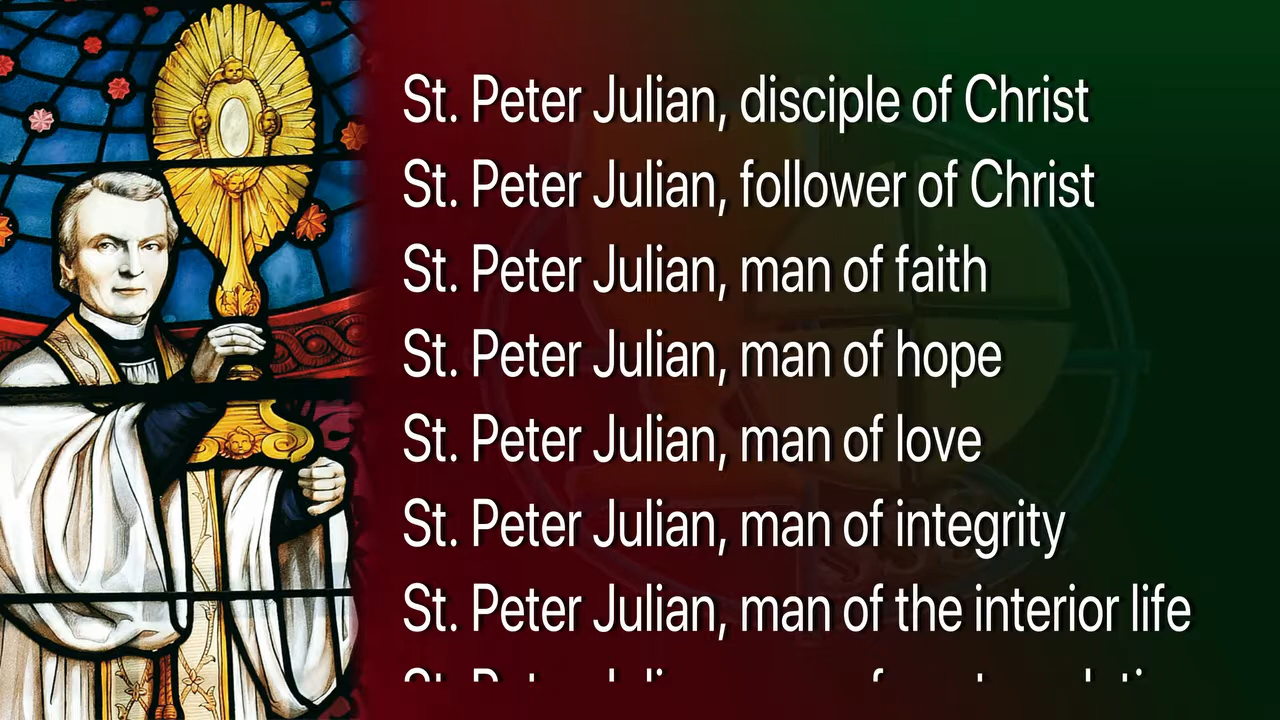 St. Peter Julian, disciple of Christ
St. Peter Julian, follower of Christ
St. Peter Julian, man of faith
St. Peter Julian, man of hope
St. Peter Julian, man of love
St. Peter Julian, man of integrity
St. Peter Julian, man of the interior life